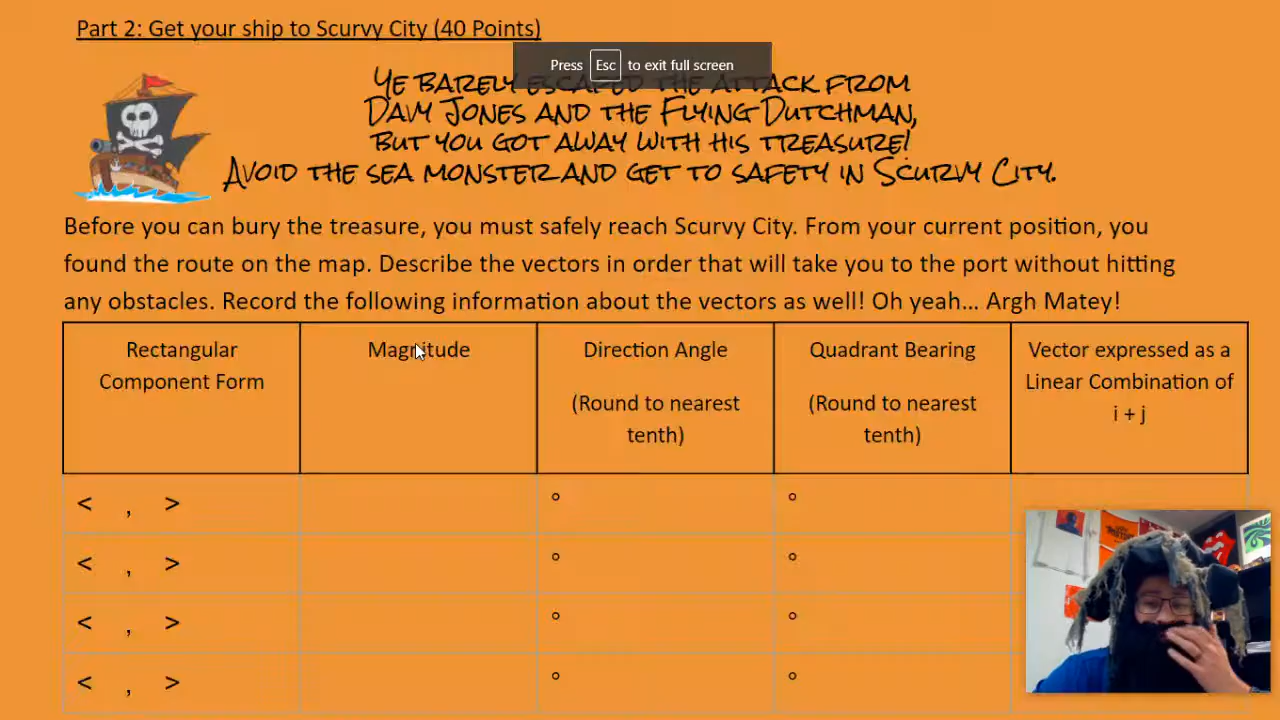 Part 2: Get your ship to Scurvy City (40 Points)
Press Esc to exit full screen
Ye barely escaped the attack from
Davy Jones and the Flying Dutchman,
but you got away with his treasure!
Avoid the sea monster and get to safety in Scurvy City.
Before you can bury the treasure, you must safely reach Scurvy City. From your current position, you
found the route on the map. Describe the vectors in order that will take you to the port without hitting
any obstacles. Record the following information about the vectors as well! Oh yeah... Argh Matey!
Rectangular
Component Form
Magnitude
Direction Angle
(Round to nearest
tenth)
Quadrant Bearing
(Round to nearest
tenth)
Vector expressed as a
Linear Combination of
i + j
< , > ° °
< , > ° °
< , > ° °
< , > ° °